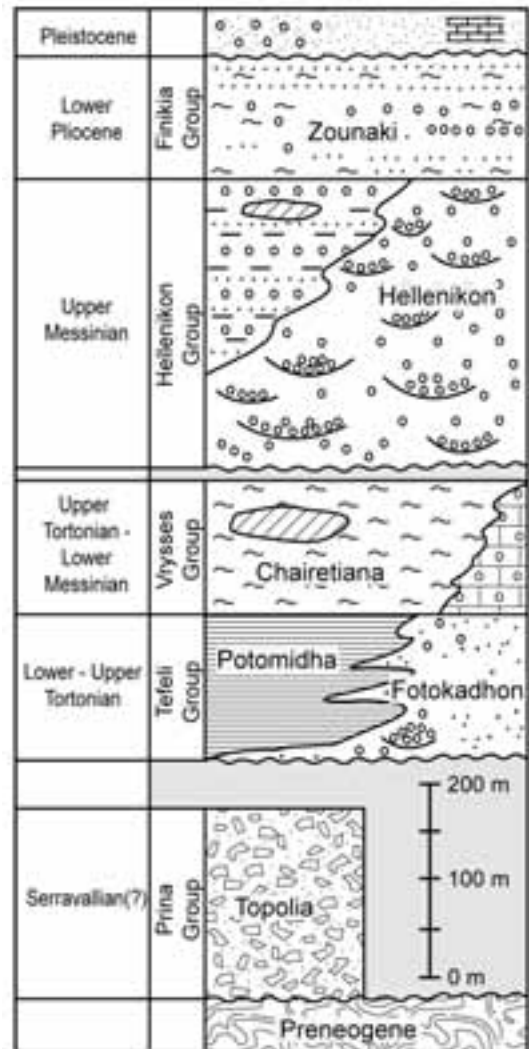 Pleistocene
Lower
Pliocene
Finikia
Group
Zounaki
Upper
Messinian
Hellenikon
Group
Hellenikon
Upper
Tortonian -
Lower
Messinian
Vrysses
Group
Chairetiana
Lower - Upper
Tortonian
Tefeli
Group
Potomidha
Fotokadhon
200 m
100 m
0 m
Serravallian(?)
Prina
Group
Topolia
Preneogene